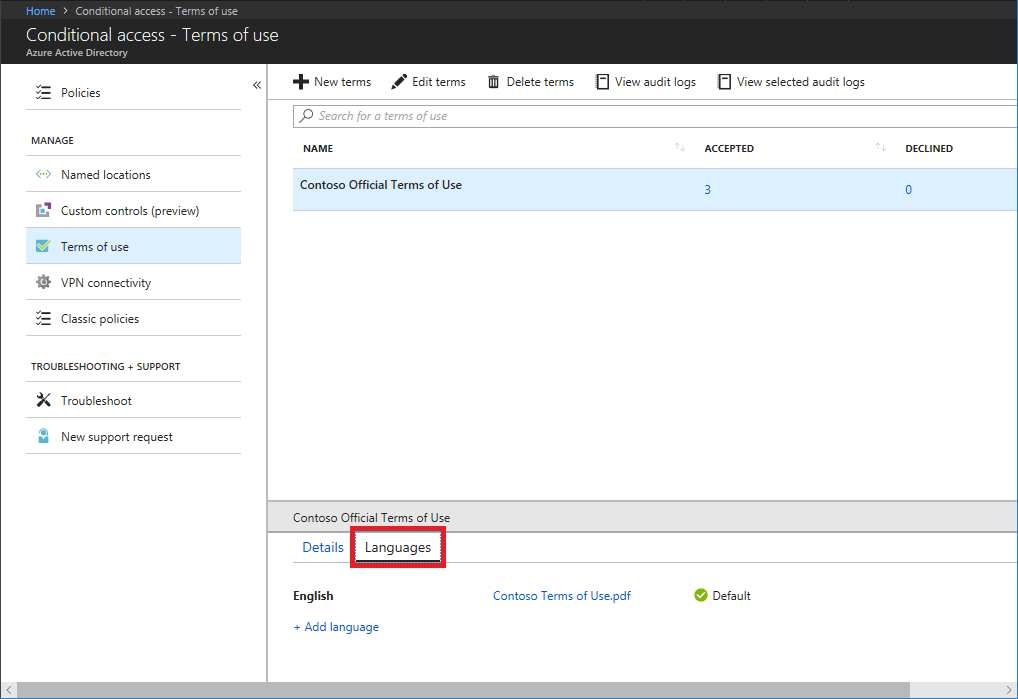 Home > Conditional access - Terms of use
Conditional access - Terms of use
Azure Active Directory
Policies
MANAGE
Named locations
Custom controls (preview)
Terms of use
VPN connectivity
Classic policies
TROUBLESHOOTING + SUPPORT
Troubleshoot
New support request
New terms Edit terms Delete terms View audit logs View selected audit logs
Search for a terms of use
NAME ACCEPTED DECLINED
Contoso Official Terms of Use 3 0
Contoso Official Terms of Use
Details Languages
English Contoso Terms of Use.pdf Default
+ Add language